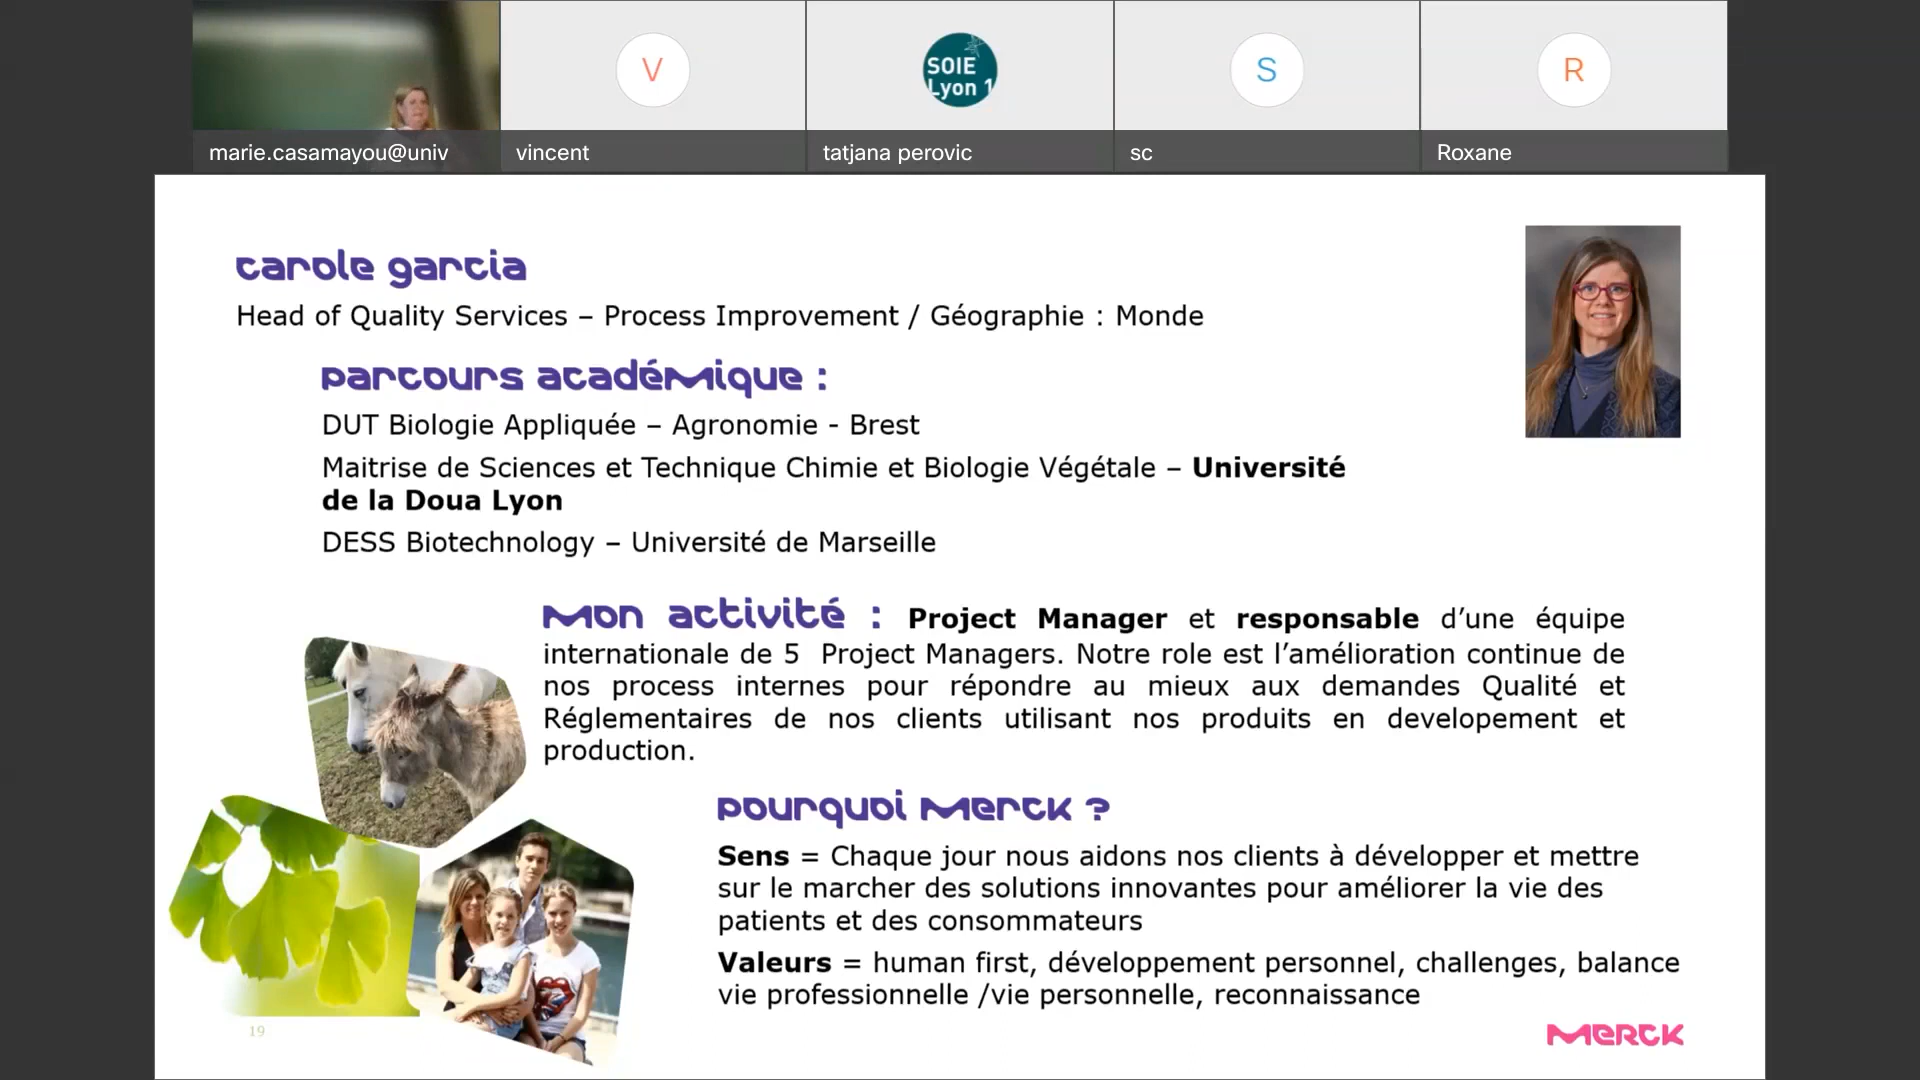 V
SOIE
Lyon 1
S
R
marie.casamayou@univ
vincent
tatjana perovic
sc
Roxane
carole garcia
Head of Quality Services – Process Improvement / Géographie : Monde
parcours académique :
DUT Biologie Appliquée – Agronomie - Brest
Maitrise de Sciences et Technique Chimie et Biologie Végétale – Université
de la Doua Lyon
DESS Biotechnology – Université de Marseille
Mon activité : Project Manager et responsable d’une équipe
internationale de 5 Project Managers. Notre role est l’amélioration continue de
nos process internes pour répondre au mieux aux demandes Qualité et
Réglementaires de nos clients utilisant nos produits en developement et
production.
pourquoi Merck ?
Sens = Chaque jour nous aidons nos clients à développer et mettre
sur le marcher des solutions innovantes pour améliorer la vie des
patients et des consommateurs
Valeurs = human first, développement personnel, challenges, balance
vie professionnelle /vie personnelle, reconnaissance
19
Merck